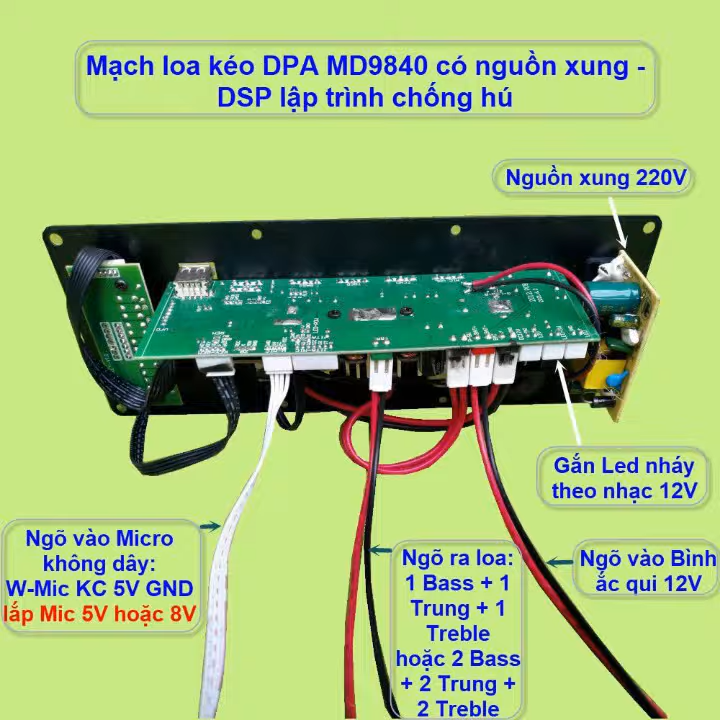 Mạch loa kéo DPA MD9840 có nguồn xung -
DSP lập trình chống hú
Nguồn xung 220V
Gắn Led nháy
theo nhạc 12V
Ngõ vào Micro
không dây:
W-Mic KC 5V GND
lắp Mic 5V hoặc 8V
Ngõ ra loa:
1 Bass + 1
Trung + 1
Treble
hoặc 2 Bass
+ 2 Trung +
2 Treble
Ngõ vào Bình
ắc qui 12V